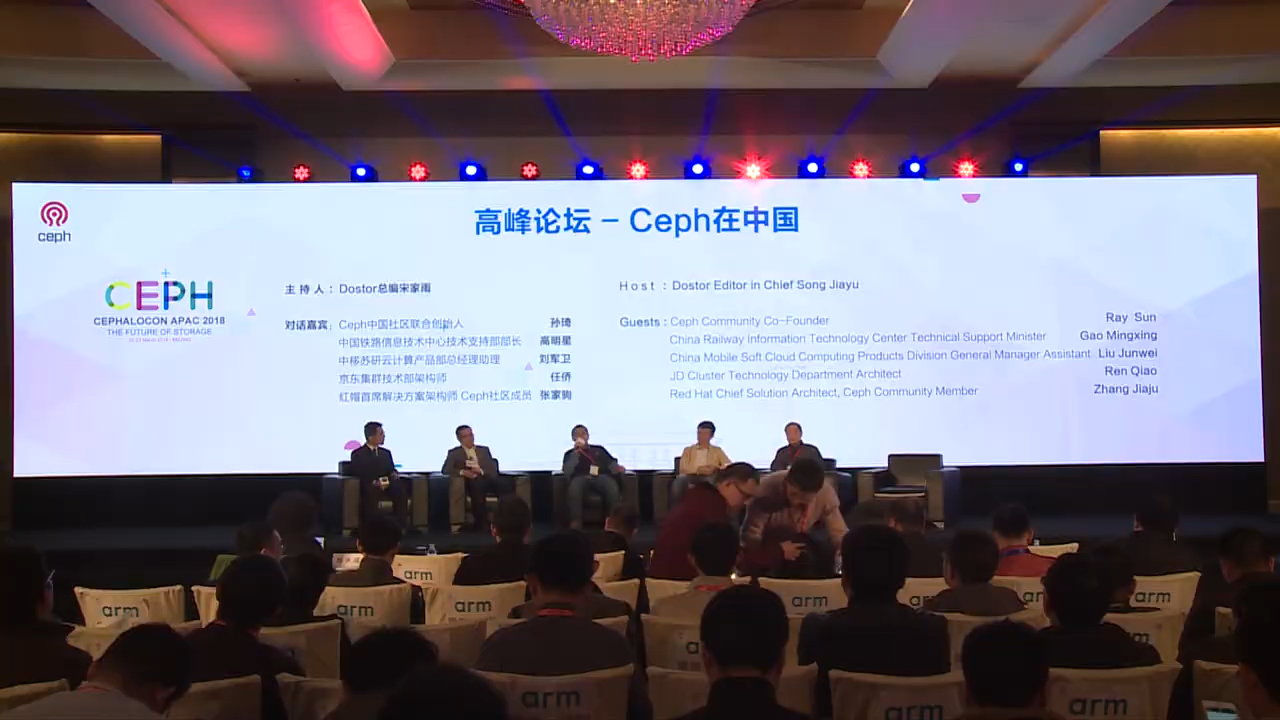 高峰论坛 – Ceph在中国
ceph
CEPH
CEPHALOCON APAC 2018
THE FUTURE OF STORAGE
主 持 人 : Dostor总编宋家雨
对话嘉宾: Ceph中国社区联合创始人 孙琦
中国铁路信息技术中心技术支持部部长 高明星
中移苏研云计算产品部总经理助理 刘军卫
京东集群技术部架构师 任侨
红帽首席解决方案架构师 Ceph社区成员 张家驹
Host : Dostor Editor in Chief Song Jiayu
Guests : Ceph Community Co–Founder Ray Sun
China Railway Information Technology Center Technical Support Minister Gao Mingxing
China Mobile Soft Cloud Computing Products Division General Manager Assistant Liu Junwei
JD Cluster Technology Department Architect Ren Qiao
Red Hat Chief Solution Architect, Ceph Community Member Zhang Jiaju
arm
arm
arm
arm
arm
arm
arm
arm
arm